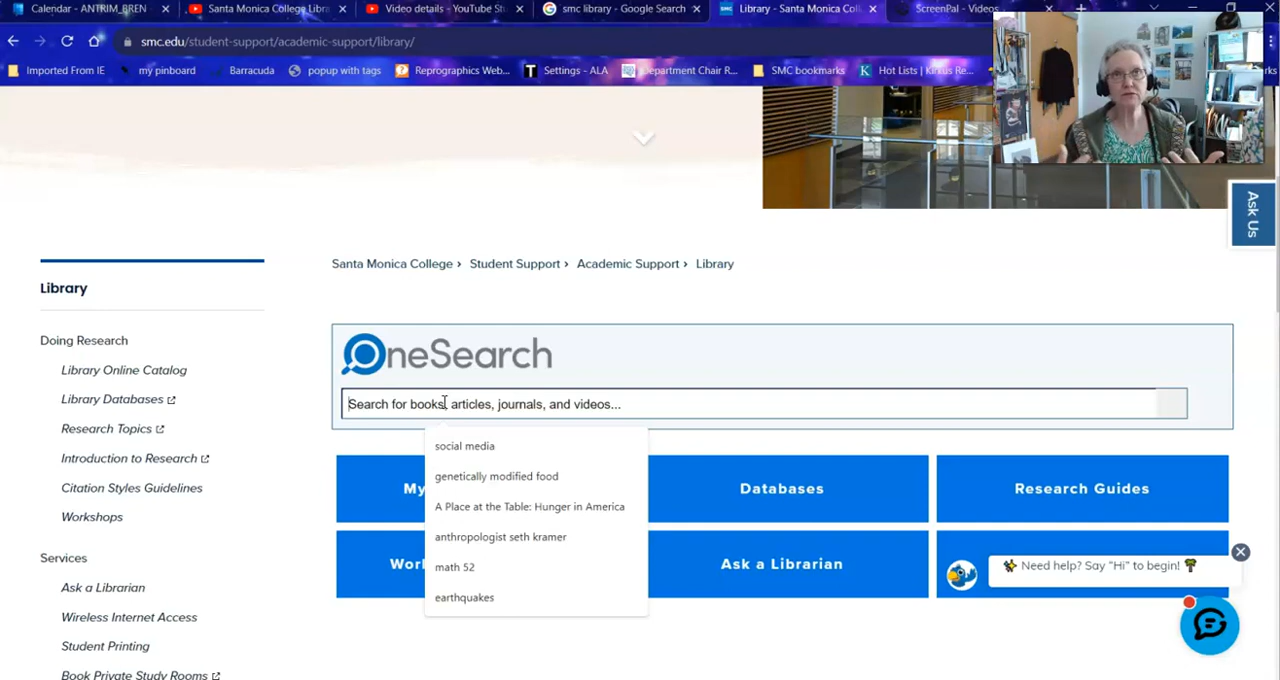 Calendar - ANTRIM_BREN
Santa Monica College Libr
Video details - YouTube St
smc library - Google Search
Library - Santa Monica Coll
ScreenPal - Videos
smc.edu/student-support/academic-support/library/
Imported From IE
my pinboard
Barracuda
popup with tags
Reprographics Web...
Settings - ALA
Department Chair R...
SMC bookmarks
Hot Lists | Kirkus Re...
Ask Us
Santa Monica College › Student Support › Academic Support › Library
Library
Doing Research
Library Online Catalog
Library Databases
Research Topics
Introduction to Research
Citation Styles Guidelines
Workshops
Services
Ask a Librarian
Wireless Internet Access
Student Printing
Book Private Study Rooms
OneSearch
Search for books, articles, journals, and videos...
social media
genetically modified food
A Place at the Table: Hunger in America
anthropologist seth kramer
math 52
earthquakes
My
Databases
Research Guides
Wor
Ask a Librarian
Need help? Say "Hi" to begin!